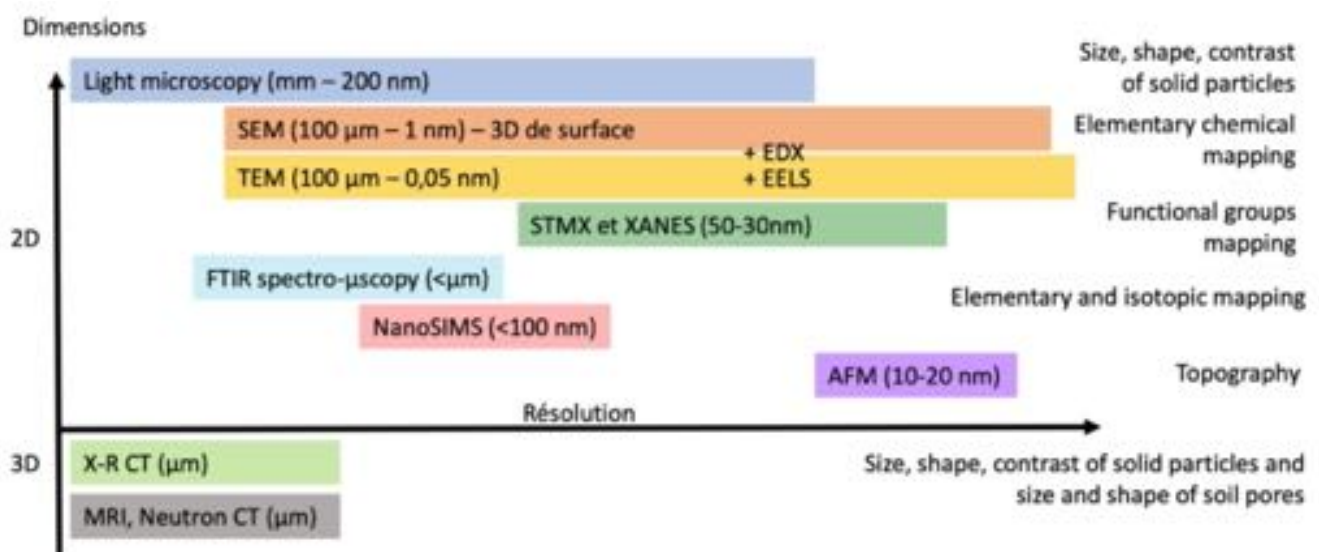 Dimensions
Light microscopy (mm – 200 nm)
Size, shape, contrast
of solid particles
SEM (100 µm – 1 nm) – 3D de surface
+ EDX
Elementary chemical
mapping
TEM (100 µm – 0,05 nm)
+ EELS
STMX et XANES (50-30nm)
Functional groups
mapping
2D
FTIR spectro-µscopy (<µm)
Elementary and isotopic mapping
NanoSIMS (<100 nm)
AFM (10-20 nm)
Topography
Résolution
3D
X-R CT (µm)
Size, shape, contrast of solid particles and
size and shape of soil pores
MRI, Neutron CT (µm)